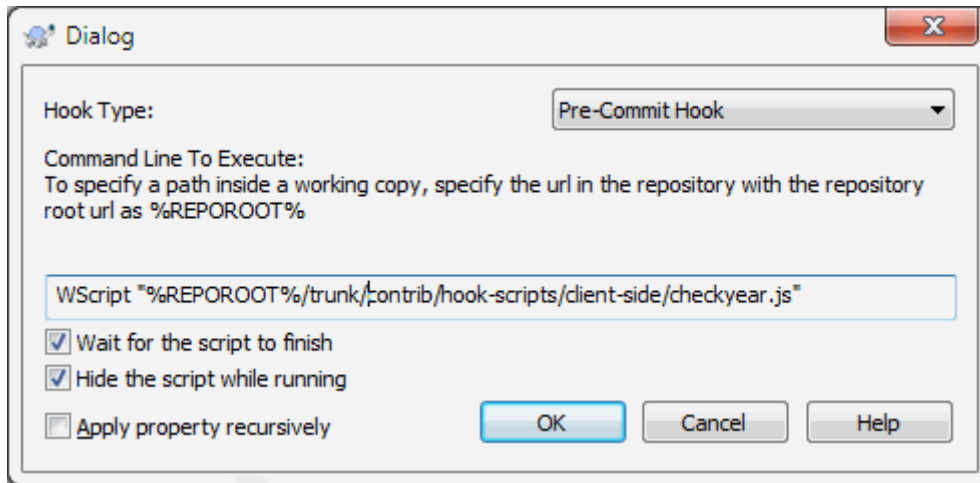 Dialog
Hook Type:
Pre-Commit Hook
Command Line To Execute:
To specify a path inside a working copy, specify the url in the repository with the repository
root url as %REPOROOT%
WScript "%REPOROOT%/trunk/contrib/hook-scripts/client-side/checkyear.js"
Wait for the script to finish
Hide the script while running
Apply property recursively
OK
Cancel
Help